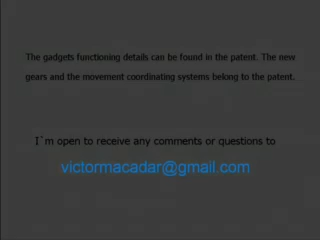 The gadgets functioning details can be found in the patent. The new
gears and the movement coordinating systems belong to the patent.
I´m open to receive any comments or questions to
victormacadar@gmail.com